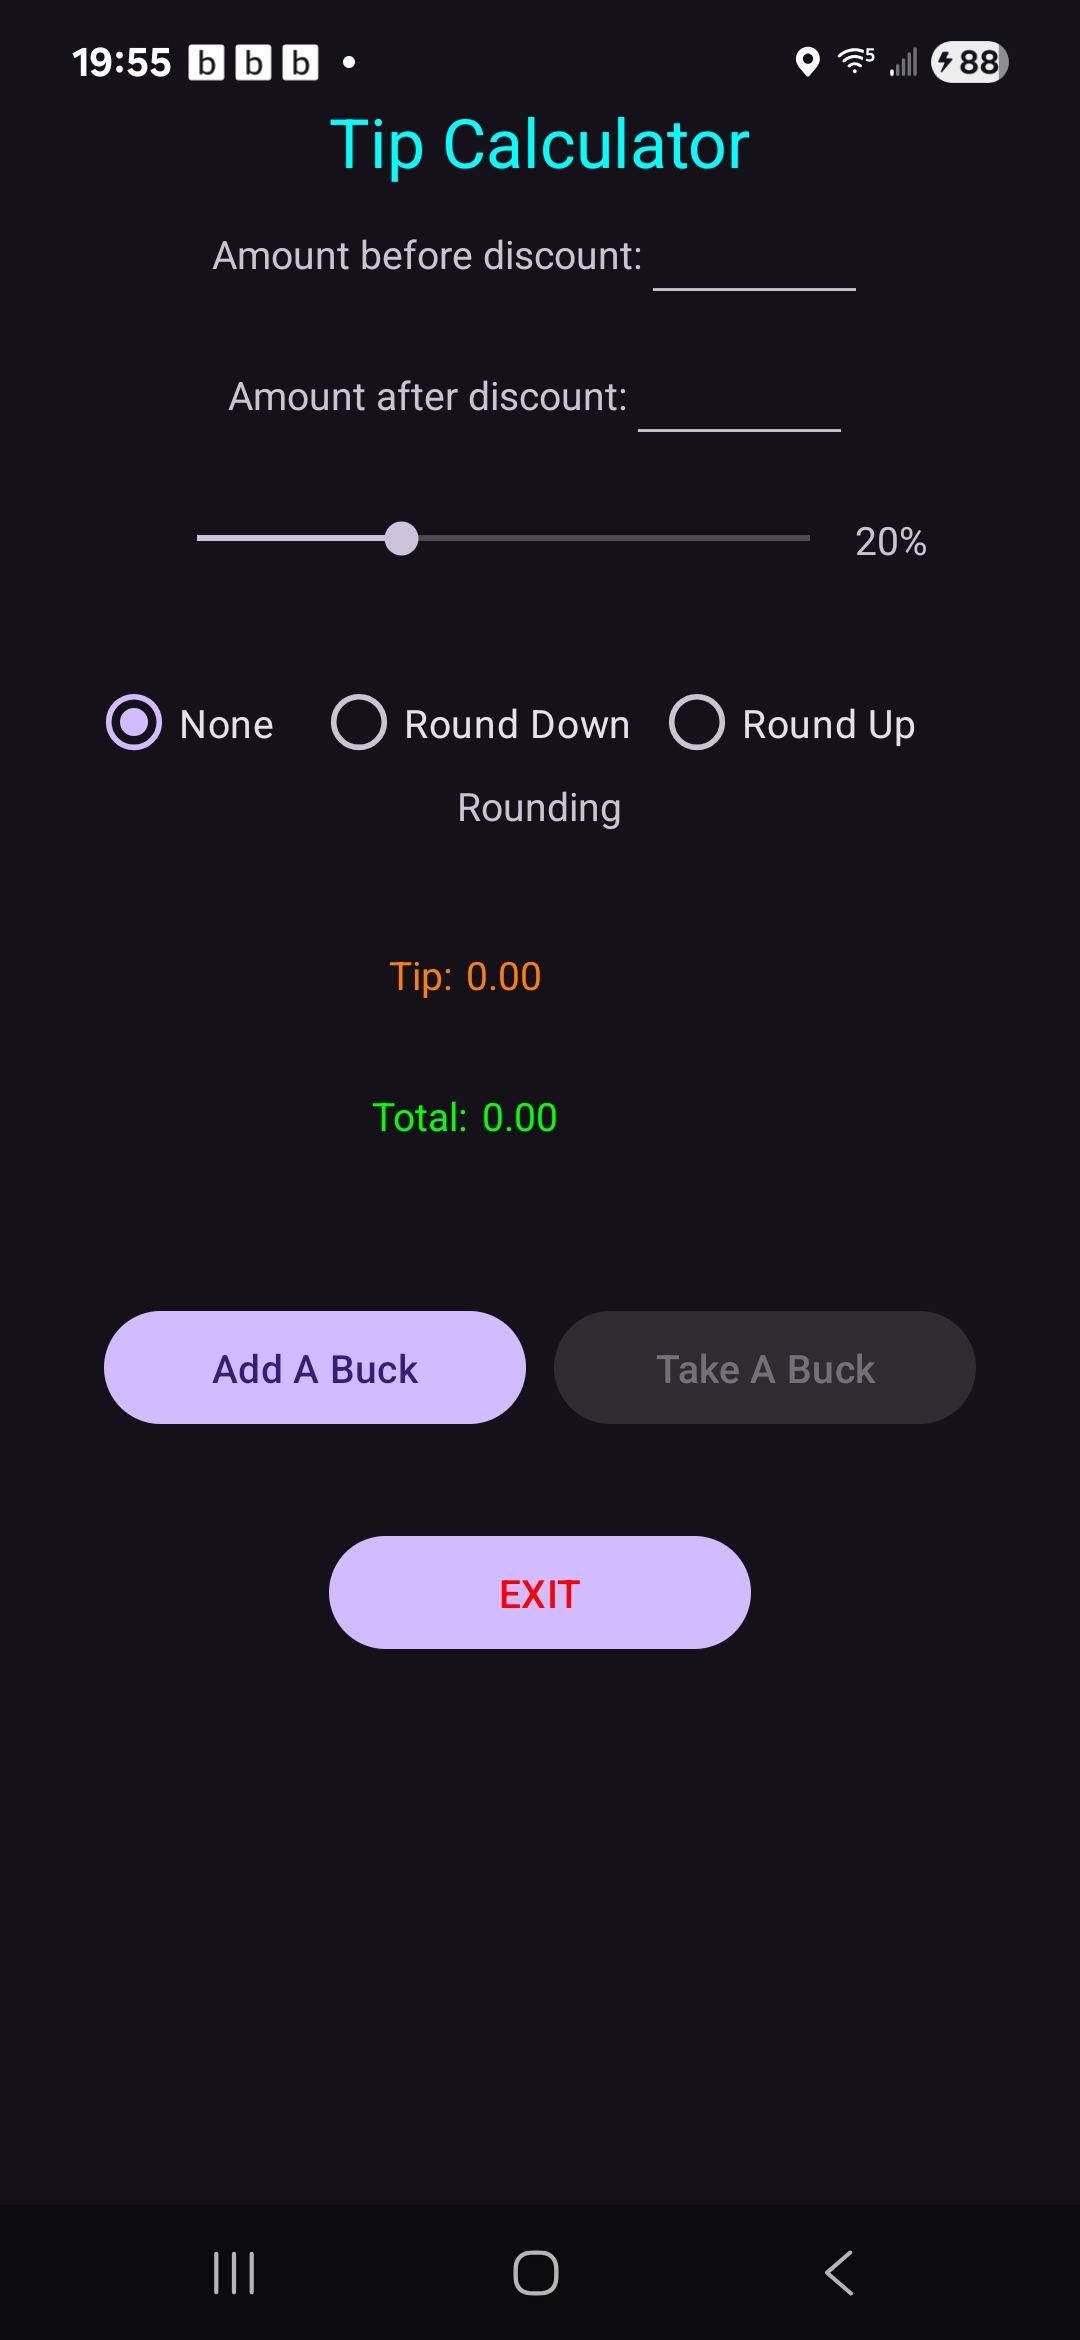 19:55 b b b 5 88
Tip Calculator
Amount before discount:
Amount after discount:
20%
None Round Down Round Up
Rounding
Tip: 0.00
Total: 0.00
Add A Buck Take A Buck
EXIT